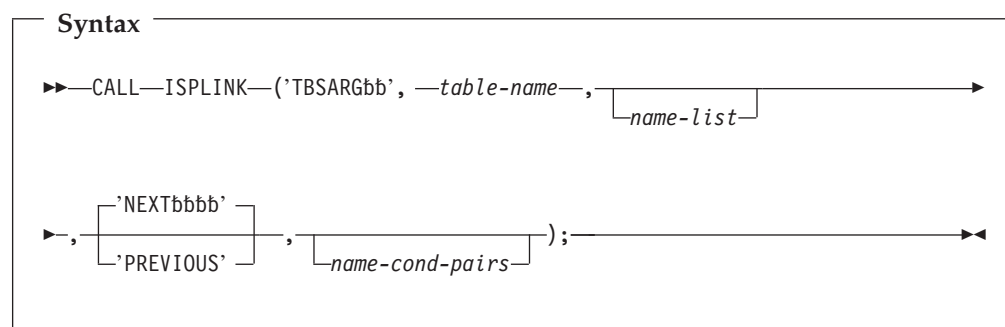 Syntax
►►—CALL—ISPLINK—('TBSARGƀƀ', —table-name—,
name-list
'NEXTƀƀƀƀ'
►—,
,
);
►◄
'PREVIOUS'
name-cond-pairs